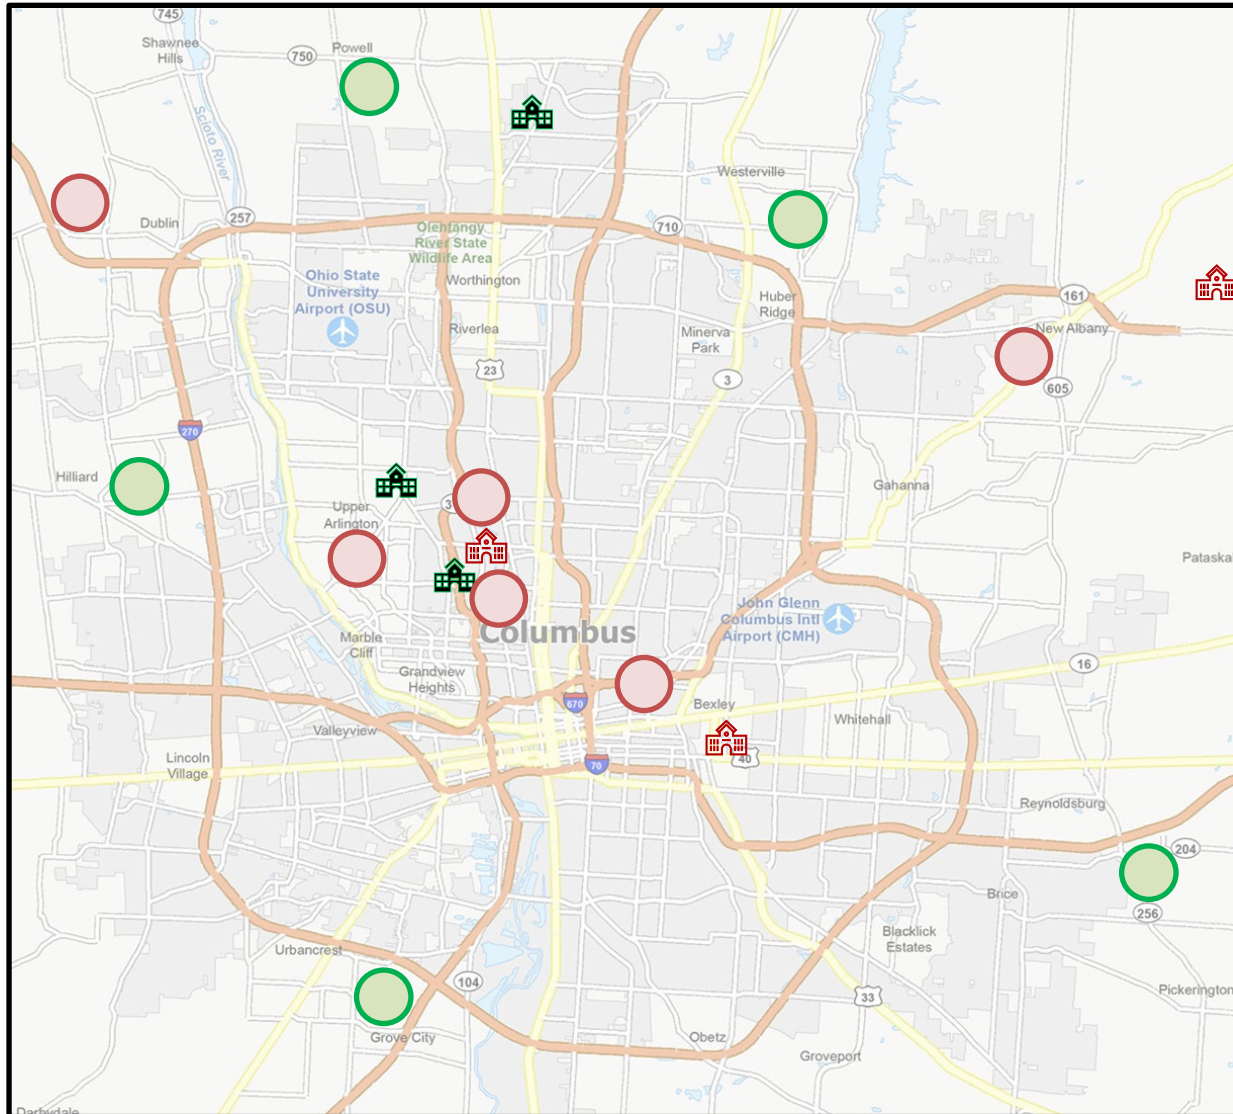 745
Shawnee
Hills
750
Powell
Scioto River
Westerville
Dublin
257
710
Olentangy
River State
Wildlife Area
Worthington
Ohio State
University
Airport (OSU)
Huber
Ridge
161
New Albany
Riverlea
Minerva
Park
23
3
605
270
Hilliard
Gahanna
Upper
Arlington
3
Pataska
John Glenn
Columbus Intl
Airport (CMH)
Columbus
Marble
Cliff
16
Grandview
Heights
670
Bexley
Whitehall
Valleyview
Lincoln
Village
70
40
Reynoldsburg
204
Brice
256
Blacklick
Estates
Urbancrest
104
33
Pickerington
Grove City
Obetz
Groveport
Darbydale